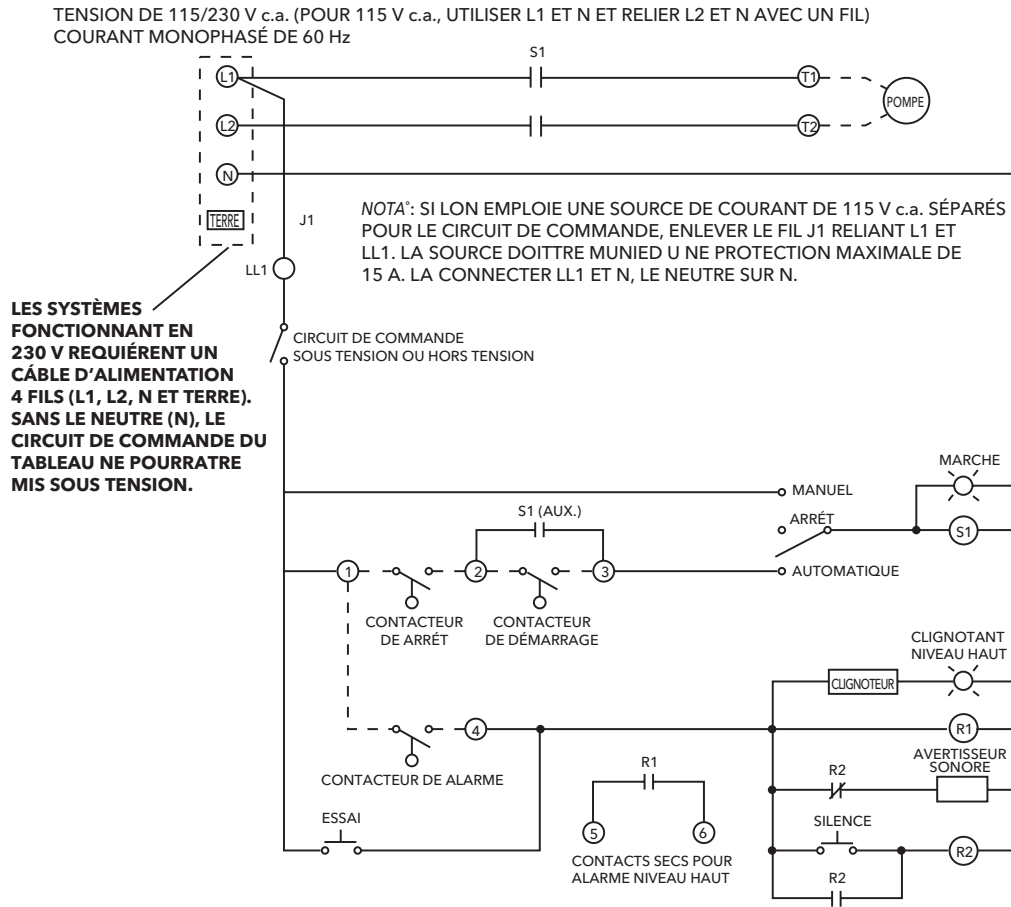 TENSION DE 115/230 V c.a. (POUR 115 V c.a., UTILISER L1 ET N ET RELIER L2 ET N AVEC UN FIL)
COURANT MONOPHASÉ DE 60 Hz
S1
L1
T1
POMPE
L2
T2
N
TERRE
J1
NOTA°: SI LON EMPLOIE UNE SOURCE DE COURANT DE 115 V c.a. SÉPARÉS
POUR LE CIRCUIT DE COMMANDE, ENLEVER LE FIL J1 RELIANT L1 ET
LL1. LA SOURCE DOITTRE MUNIED U NE PROTECTION MAXIMALE DE
15 A. LA CONNECTER LL1 ET N, LE NEUTRE SUR N.
LL1
LES SYSTÈMES
FONCTIONNANT EN
230 V REQUIÉRENT UN
CÁBLE D'ALIMENTATION
4 FILS (L1, L2, N ET TERRE).
SANS LE NEUTRE (N), LE
CIRCUIT DE COMMANDE DU
TABLEAU NE POURRATRE
MIS SOUS TENSION.
CIRCUIT DE COMMANDE
SOUS TENSION OU HORS TENSION
MARCHE
MANUEL
S1 (AUX.)
ARRÉT
S1
1
2
3
AUTOMATIQUE
CONTACTEUR
DE ARRÉT
CONTACTEUR
DE DÉMARRAGE
CLIGNOTANT
NIVEAU HAUT
CLIGNOTEUR
4
R1
CONTACTEUR DE ALARME
R1
AVERTISSEUR
SONORE
R2
ESSAI
5
6
SILENCE
R2
CONTACTS SECS POUR
ALARME NIVEAU HAUT
R2